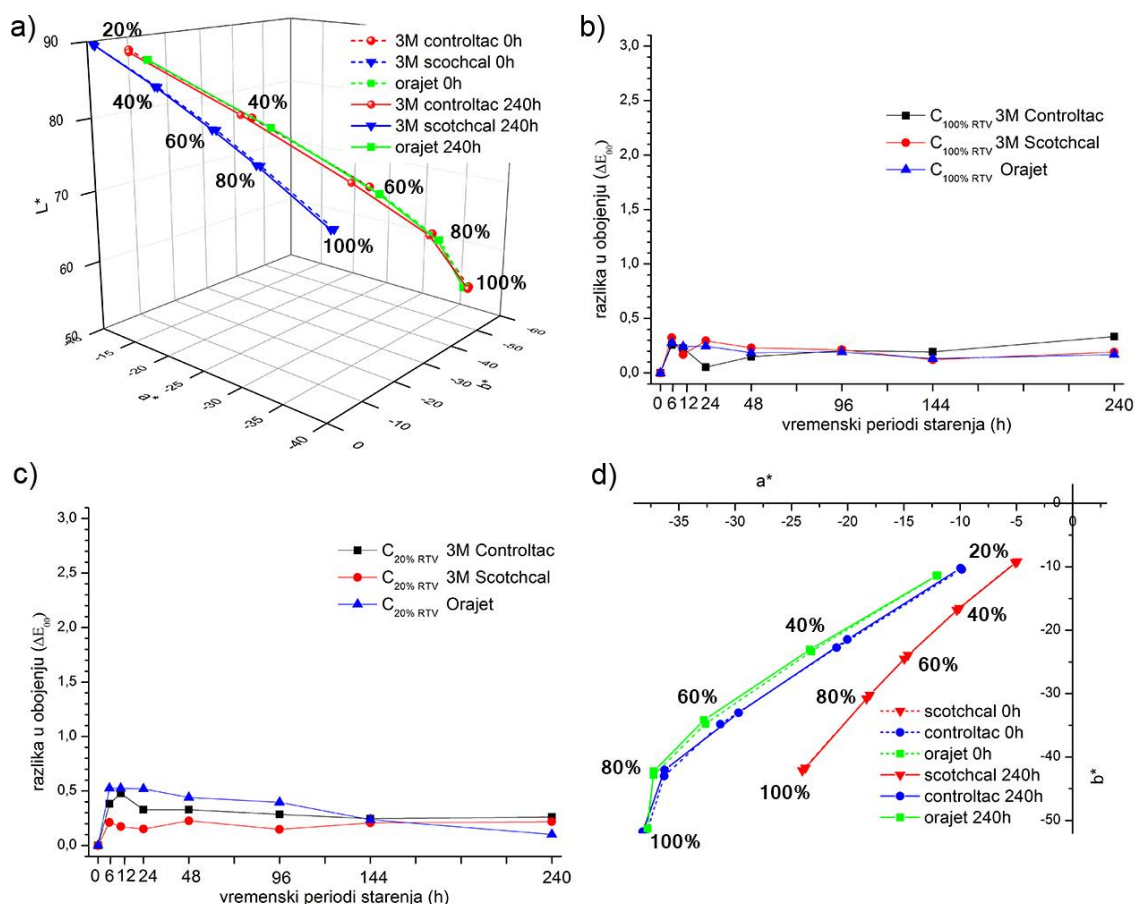 a)
90
80
70
60
50
L*
20%
40%
60%
80%
100%
40%
60%
80%
100%
3M controltac 0h
3M scochcal 0h
orajet 0h
3M controltac 240h
3M scotchcal 240h
orajet 240h
-15
-20
-25
-30
-35
-40
a*
0
-10
-20
-30
-50
-60
b*
b)
3,0
2,5
2,0
1,5
1,0
0,5
0,0
razlika u obojenju (ΔE00)
C100% RTV 3M Controltac
C100% RTV 3M Scotchcal
C100% RTV Orajet
0 6 12 24 48 96 144 240
vremenski periodi starenja (h)
c)
3,0
2,5
2,0
1,5
1,0
0,5
0,0
razlika u obojenju (ΔE00)
C20% RTV 3M Controltac
C20% RTV 3M Scotchcal
C20% RTV Orajet
0 6 12 24 48 96 144 240
vremenski periodi starenja (h)
d)
a*
-35 -30 -25 -20 -15 -10 -5 0
0
-10
-20
-30
-40
-50
b*
20%
40%
40%
60%
60%
80%
80%
100%
100%
scotchcal 0h
controltac 0h
orajet 0h
scotchcal 240h
controltac 240h
orajet 240h